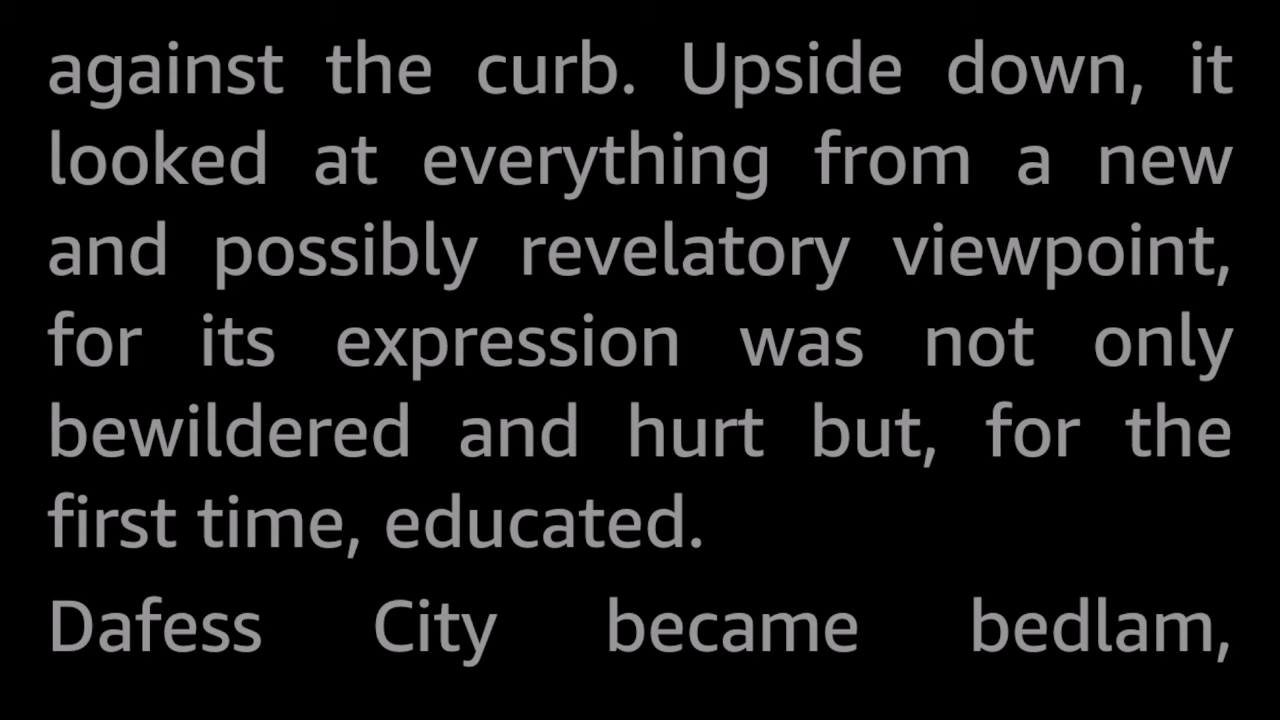 against the curb. Upside down, it
looked at everything from a new
and possibly revelatory viewpoint,
for its expression was not only
bewildered and hurt but, for the
first time, educated.
Dafess City became bedlam,